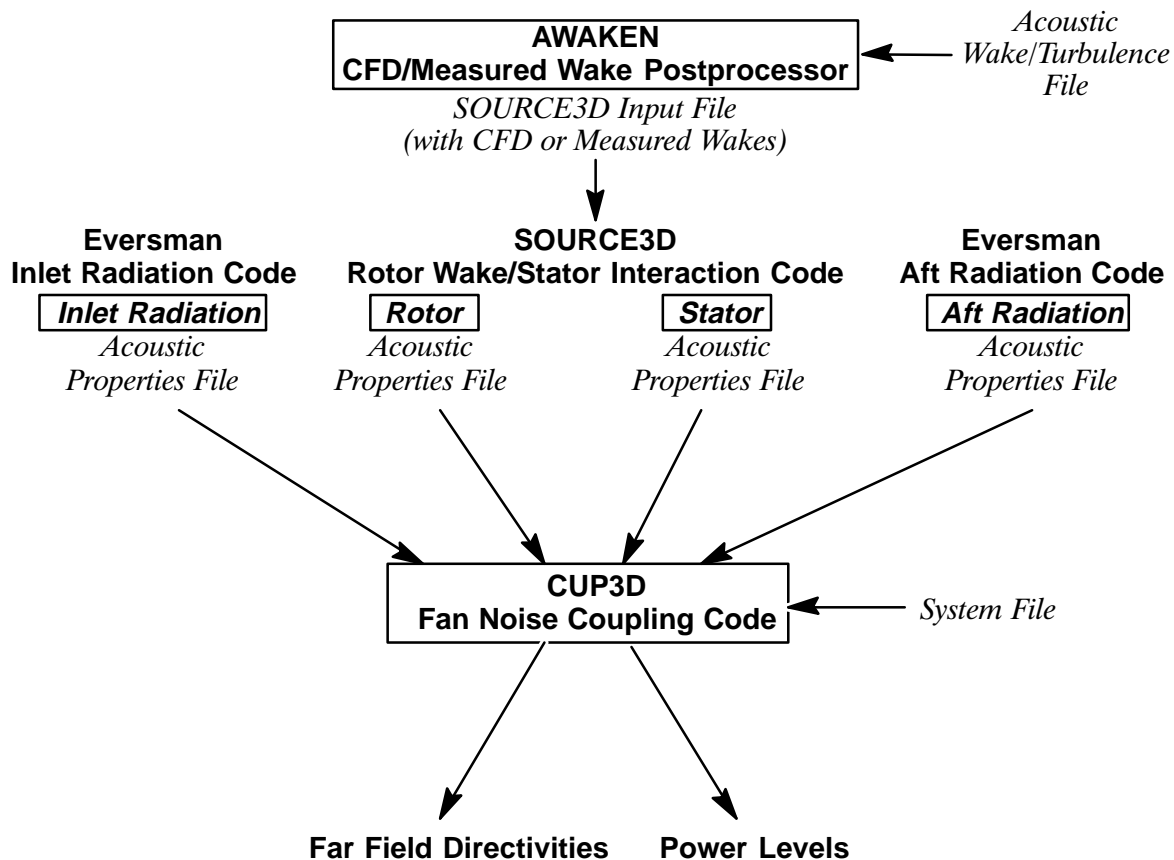 AWAKEN
CFD/Measured Wake Postprocessor
Acoustic
Wake/Turbulence
File
SOURCE3D Input File
(with CFD or Measured Wakes)
Eversman
Inlet Radiation Code
Inlet Radiation
Acoustic
Properties File
SOURCE3D
Rotor Wake/Stator Interaction Code
Rotor
Acoustic
Properties File
Stator
Acoustic
Properties File
Eversman
Aft Radiation Code
Aft Radiation
Acoustic
Properties File
CUP3D
Fan Noise Coupling Code
System File
Far Field Directivities
Power Levels